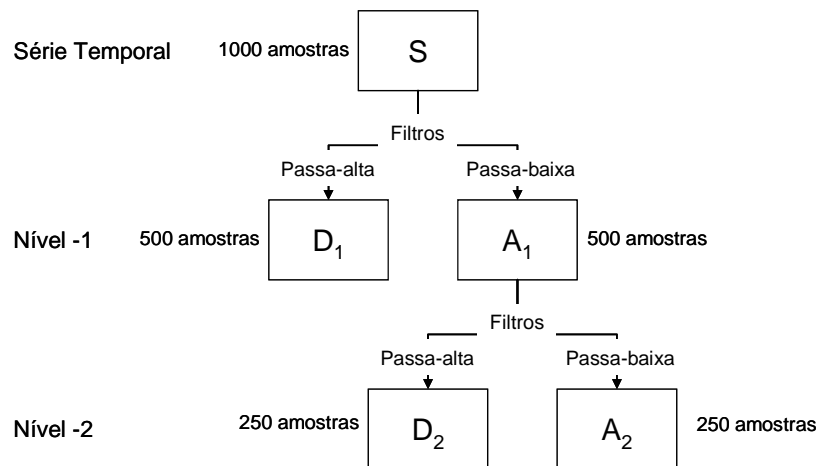 Série Temporal 1000 amostras S
Filtros
Passa-alta Passa-baixa
Nível -1 500 amostras D₁ A₁ 500 amostras
Filtros
Passa-alta Passa-baixa
Nível -2 250 amostras D₂ A₂ 250 amostras